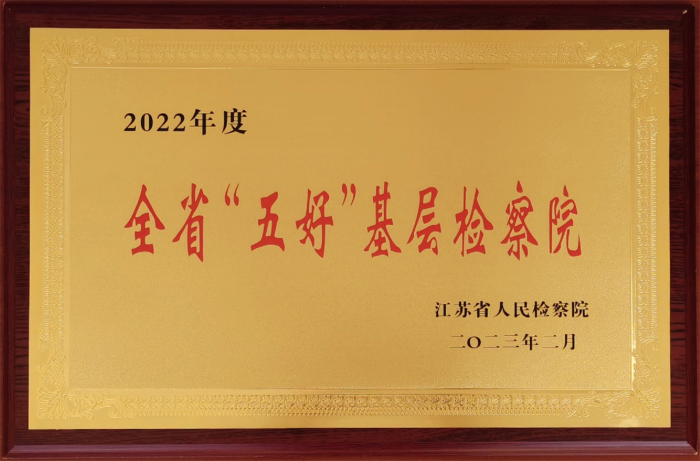 2022年度
全省“五好”基层检察院
江苏省人民检察院
二〇二三年二月